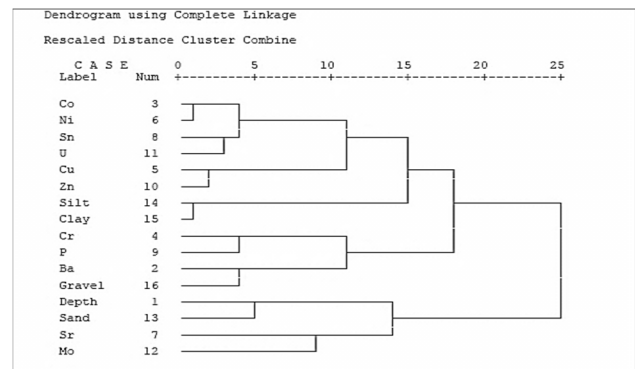 Dendrogram using Complete Linkage
Rescaled Distance Cluster Combine
C A S E 0 5 10 15 20 25
Label Num
Co 3
Ni 6
Sn 8
U 11
Cu 5
Zn 10
Silt 14
Clay 15
Cr 4
P 9
Ba 2
Gravel 16
Depth 1
Sand 13
Sr 7
Mo 12